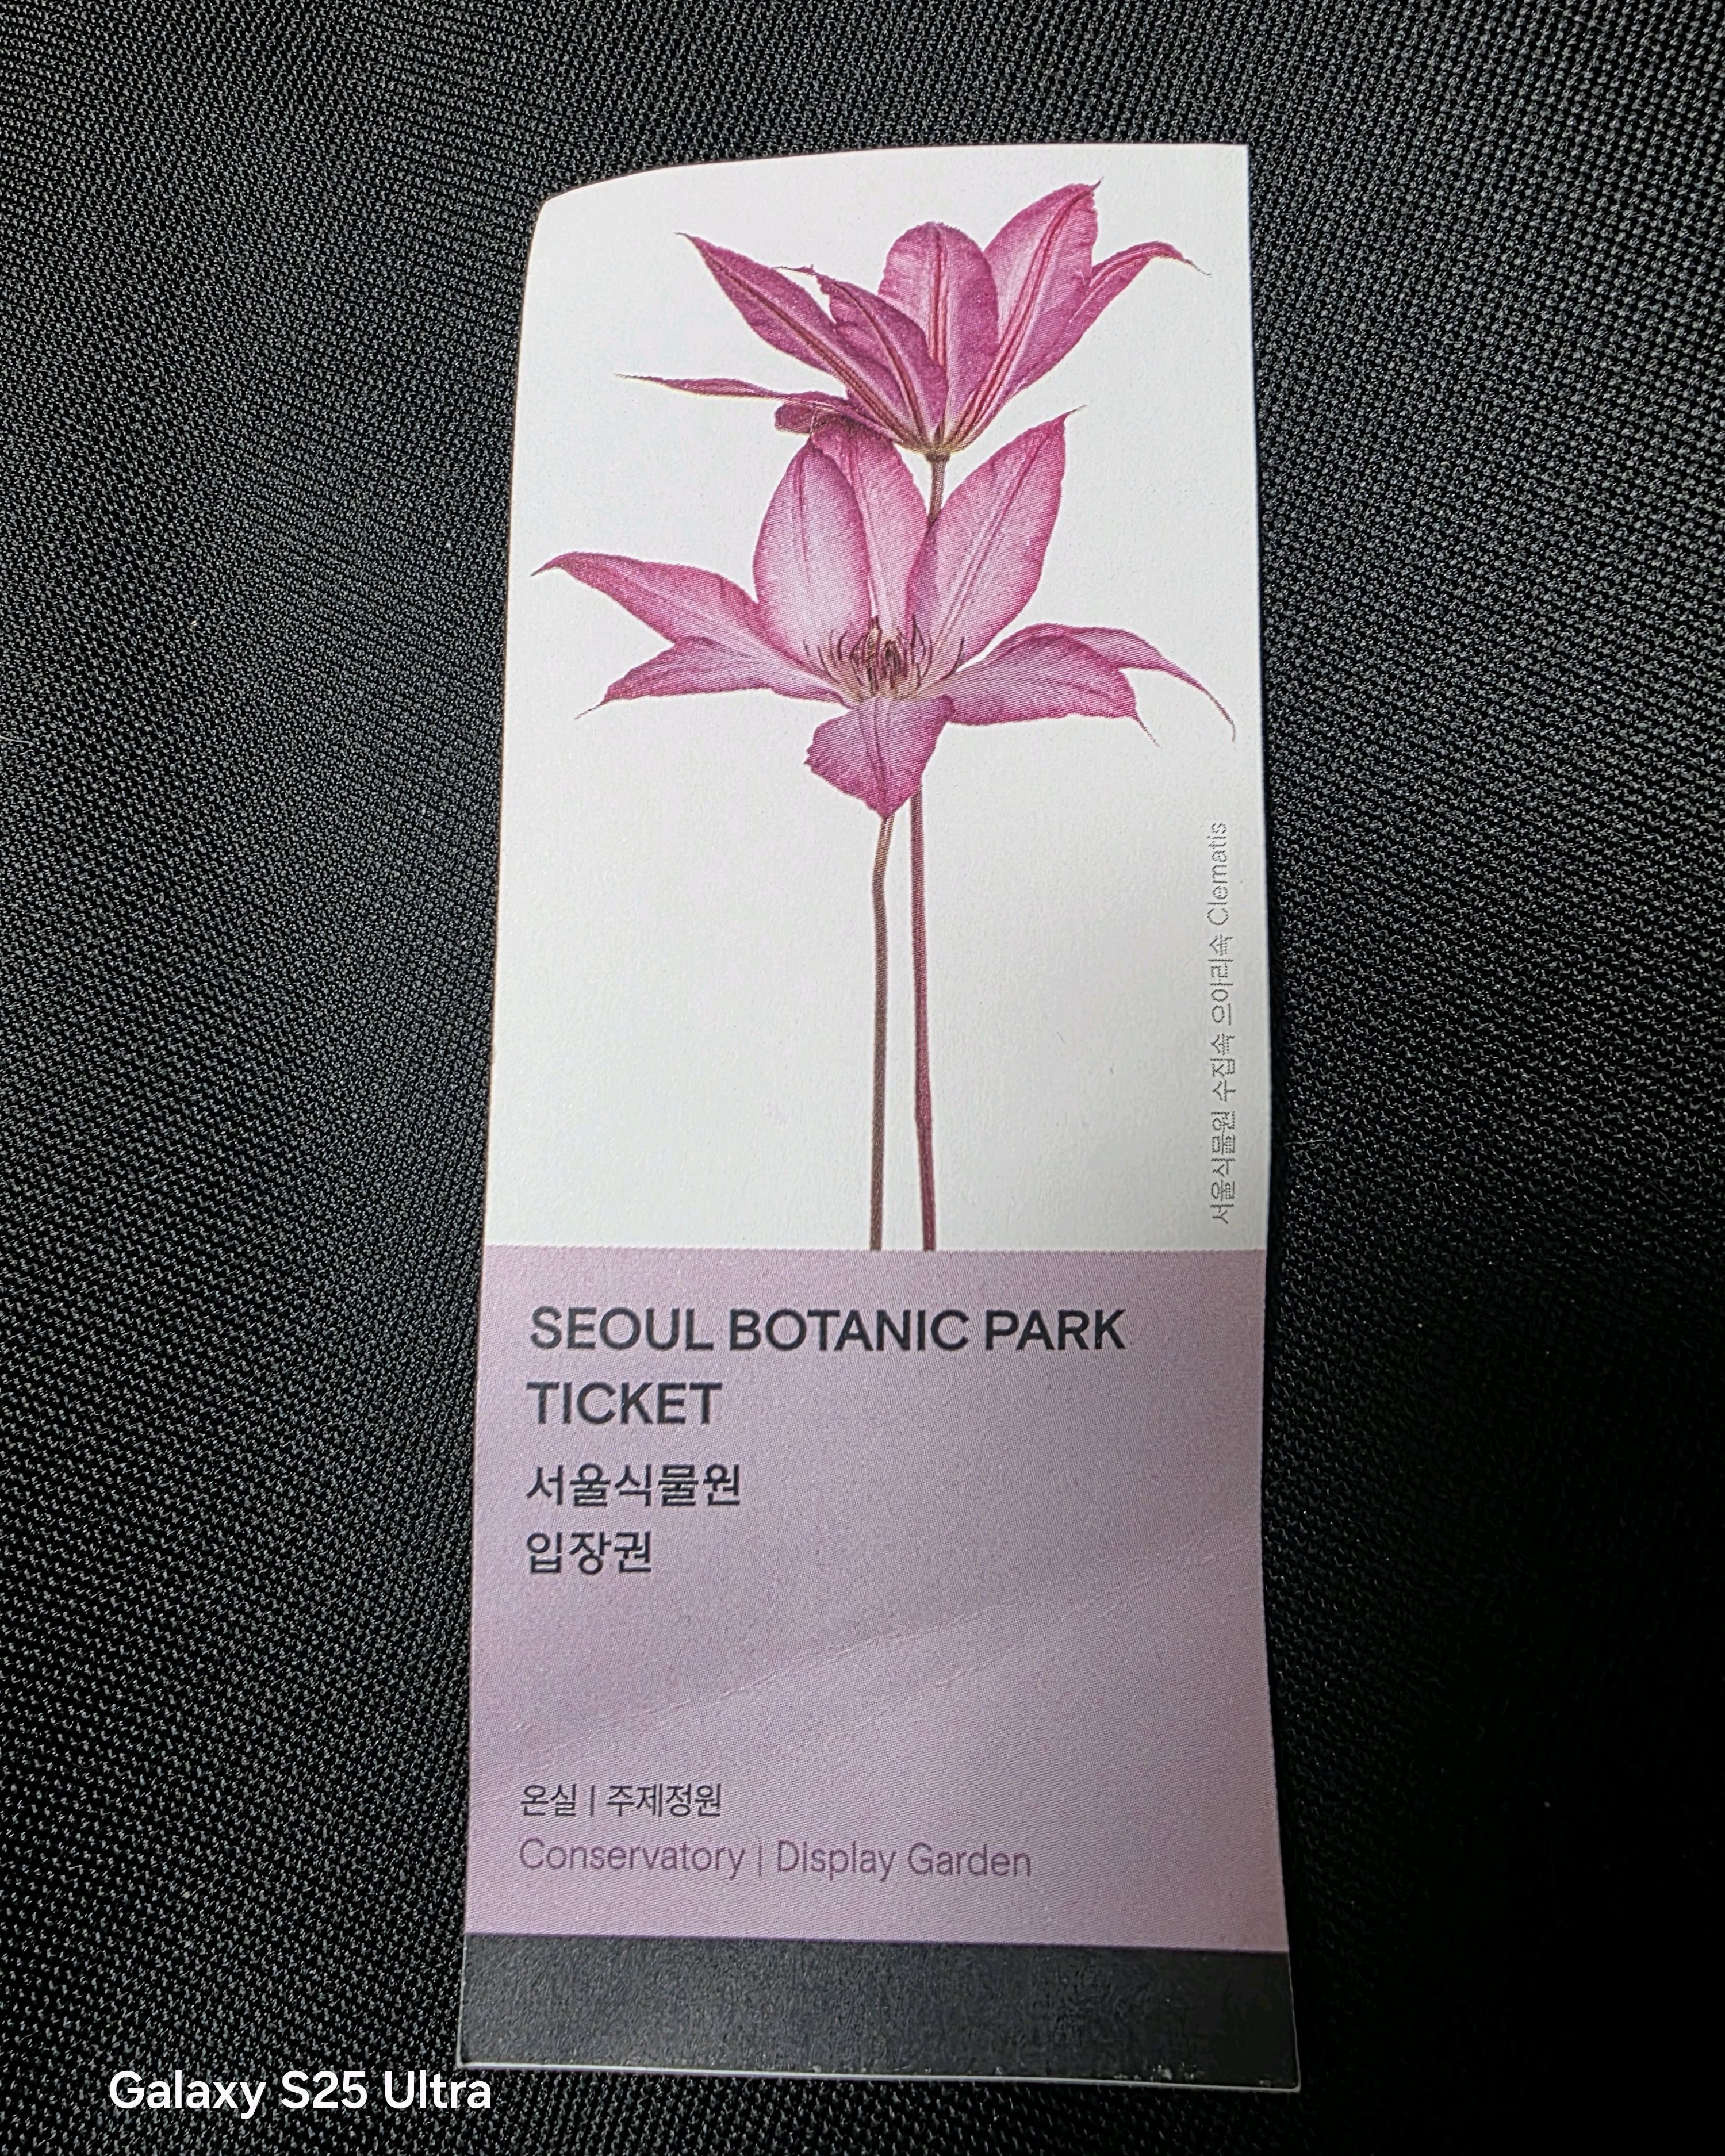 서울식물원 수집속 으아리속 Clematis
SEOUL BOTANIC PARK
TICKET
서울식물원
입장권
온실 | 주제정원
Conservatory | Display Garden
Galaxy S25 Ultra